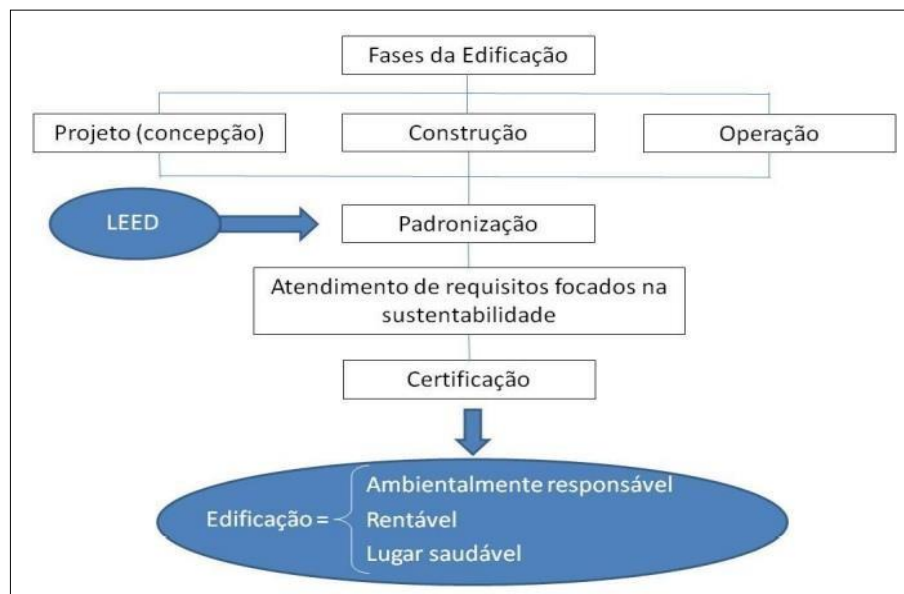 Fases da Edificação
Projeto (concepção)
Construção
Operação
LEED
Padronização
Atendimento de requisitos focados na
sustentabilidade
Certificação
Edificação =
Ambientalmente responsável
Rentável
Lugar saudável